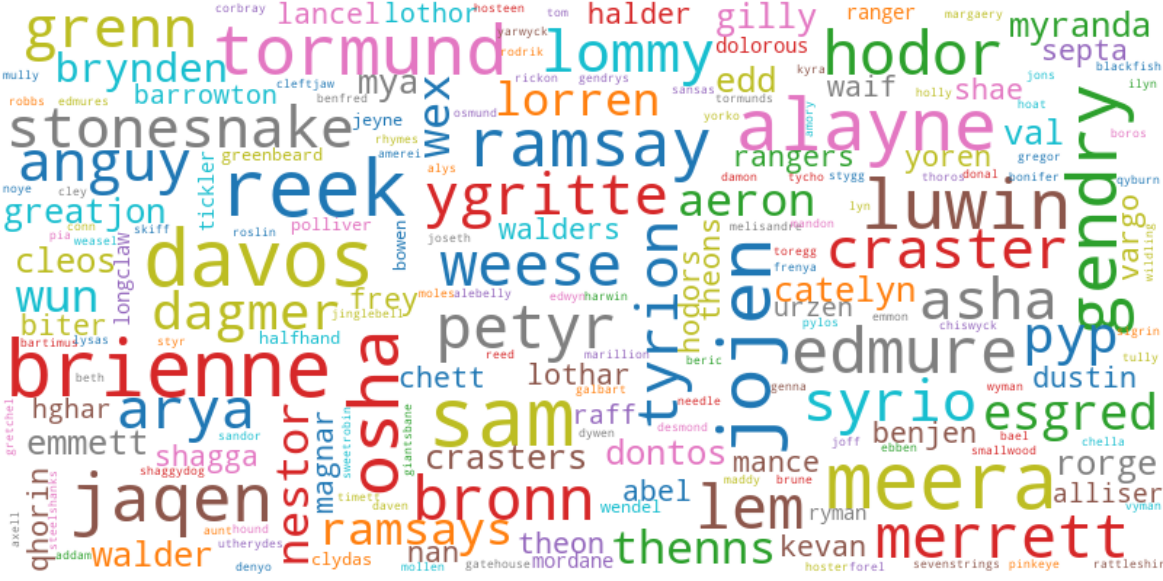 corbray lancel lothor hosteen tom halder gilly ranger margaery
grenn tormund yarwyck lommy dolorous hodor myranda
rodrik septa
brynden mya kyra blackfish
mully cleftjaw rickon gendrys edd waif shae jons ilyn
robbs edmures barrowton benfred wex lorren sansas tormunds holly hoat
stonesnake jeyne osmund yorko alayne amory val boros
rhymes ramsay
anguy tickler greenbeard amerei rangers yoren gregor gendry
noye cley reek alys ygritte damon tycho stygg thoros donal bonifer qyburn
greatjon aeron lyn luwin vargo
conn skiff polliver walders melisandre mandon
pia weasel roslin bowen joseth craster wilding
cleos longclaw davos weese tyrion hodors theons jojen toregg
frenya
wun dagmer frey moles alebelly edwyn harwin catelyn asha
jinglebell urzen
biter halfhand petyr pylos emmon chiswyck pyp
bartimus lysas styr osha reed marillion beric edmure tully
brienne beth chett lothar genna wyman dustin
galbart
gretchel hghar arya nestor magnar sweetrobin giantsbane sam raff needle syrio esgred
emmett sandor dywen desmond joff benjen bael chella
ebben smallwood
shagga crasters dontos mance rorge
shaggydog
qhorin steelshanks jaqen timett bronn abel maddy brune meera alliser
daven wendel lem ryman vyman
axell aunt hound ramsays merrett
addam walder utherydes clydas nan theon thenns kevan
denyo mollen gatehouse mordane hoster forel sevenstrings pinkeye